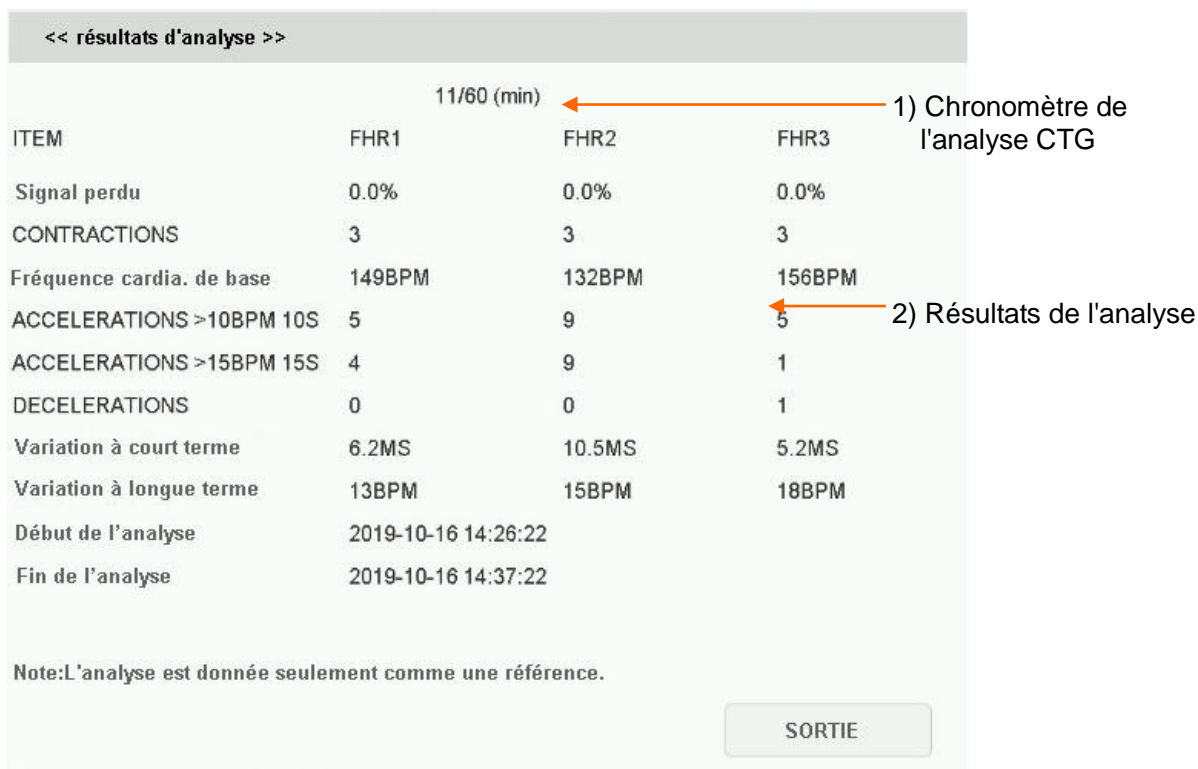 << résultats d'analyse >>
11/60 (min)
1) Chronomètre de
l'analyse CTG
ITEM FHR1 FHR2 FHR3
Signal perdu 0.0% 0.0% 0.0%
CONTRACTIONS 3 3 3
Fréquence cardia. de base 149BPM 132BPM 156BPM
ACCELERATIONS >10BPM 10S 5 9 5
2) Résultats de l'analyse
ACCELERATIONS >15BPM 15S 4 9 1
DECELERATIONS 0 0 1
Variation à court terme 6.2MS 10.5MS 5.2MS
Variation à longue terme 13BPM 15BPM 18BPM
Début de l’analyse 2019-10-16 14:26:22
Fin de l’analyse 2019-10-16 14:37:22
Note:L'analyse est donnée seulement comme une référence.
SORTIE